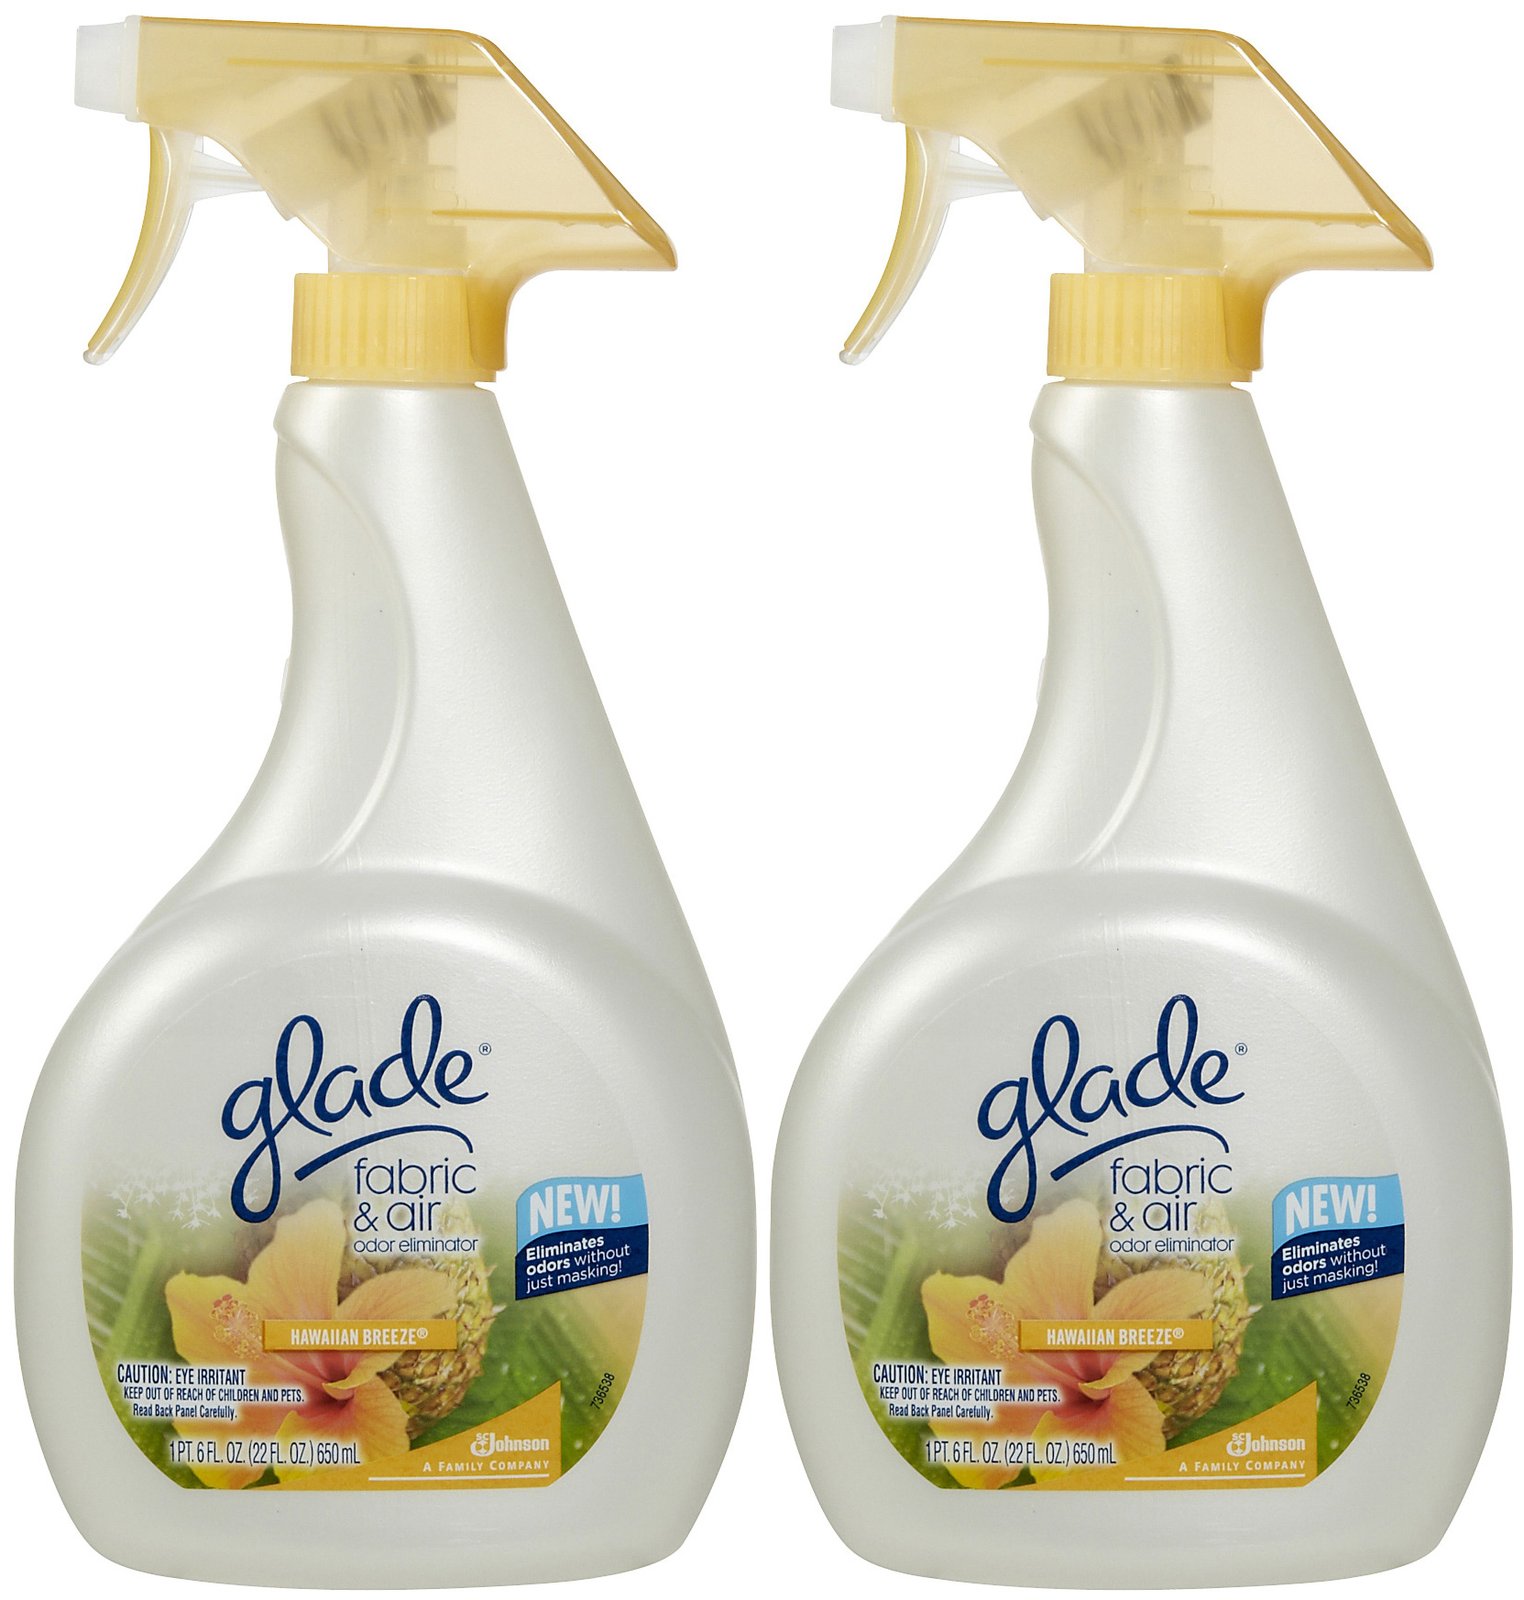 glade®
fabric
& air
odor eliminator
NEW!
Eliminates
odors without
just masking!
HAWAIIAN BREEZE®
CAUTION: EYE IRRITANT
KEEP OUT OF REACH OF CHILDREN AND PETS.
Read Back Panel Carefully.
736538
1 PT. 6 FL. OZ. (22 FL. OZ.) 650 mL
SC Johnson
A FAMILY COMPANY
glade®
fabric
& air
odor eliminator
NEW!
Eliminates
odors without
just masking!
HAWAIIAN BREEZE®
CAUTION: EYE IRRITANT
KEEP OUT OF REACH OF CHILDREN AND PETS.
Read Back Panel Carefully.
736538
1 PT. 6 FL. OZ. (22 FL. OZ.) 650 mL
SC Johnson
A FAMILY COMPANY